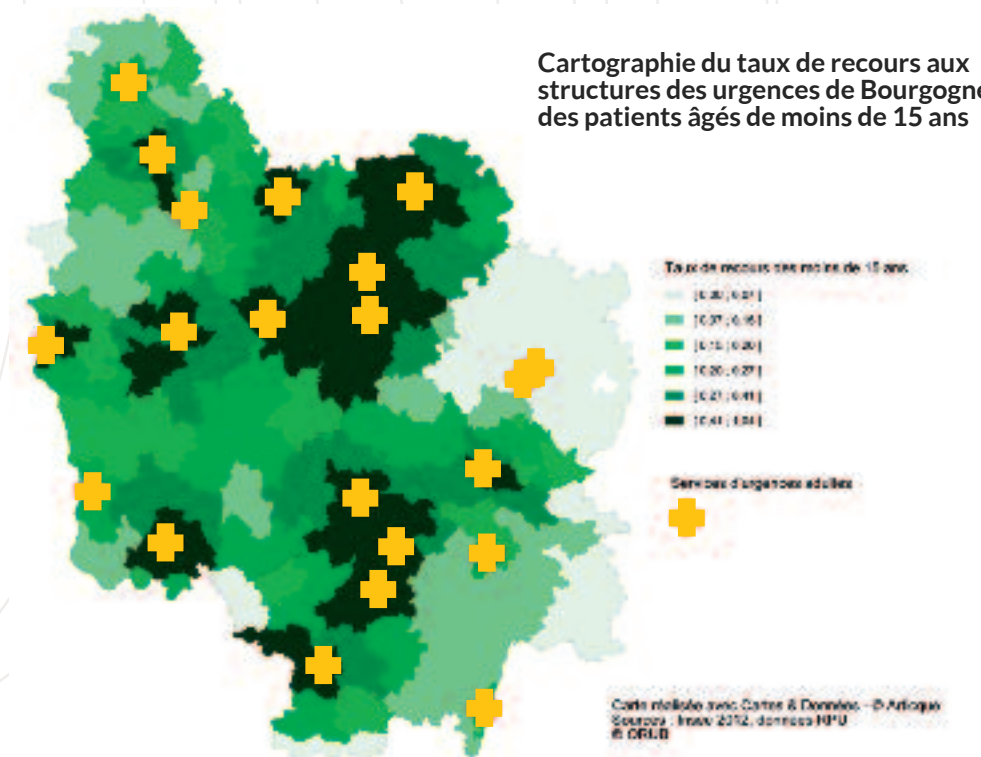 Cartographie du taux de recours aux
structures des urgences de Bourgogne
des patients âgés de moins de 15 ans
Taux de recours des moins de 15 ans
Services d'urgences adultes
Carte réalisée avec Cartes & Données - © Articque
Sources : Insee 2012, données RPU
© ORUB